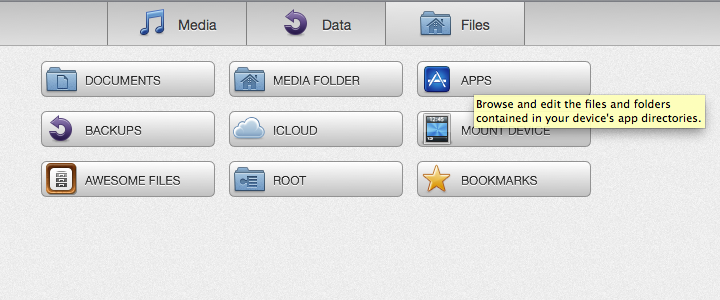 Media Data Files
DOCUMENTS MEDIA FOLDER APPS
Browse and edit the files and folders
contained in your device's app directories.
BACKUPS ICLOUD MOUNT DEVICE
AWESOME FILES ROOT BOOKMARKS